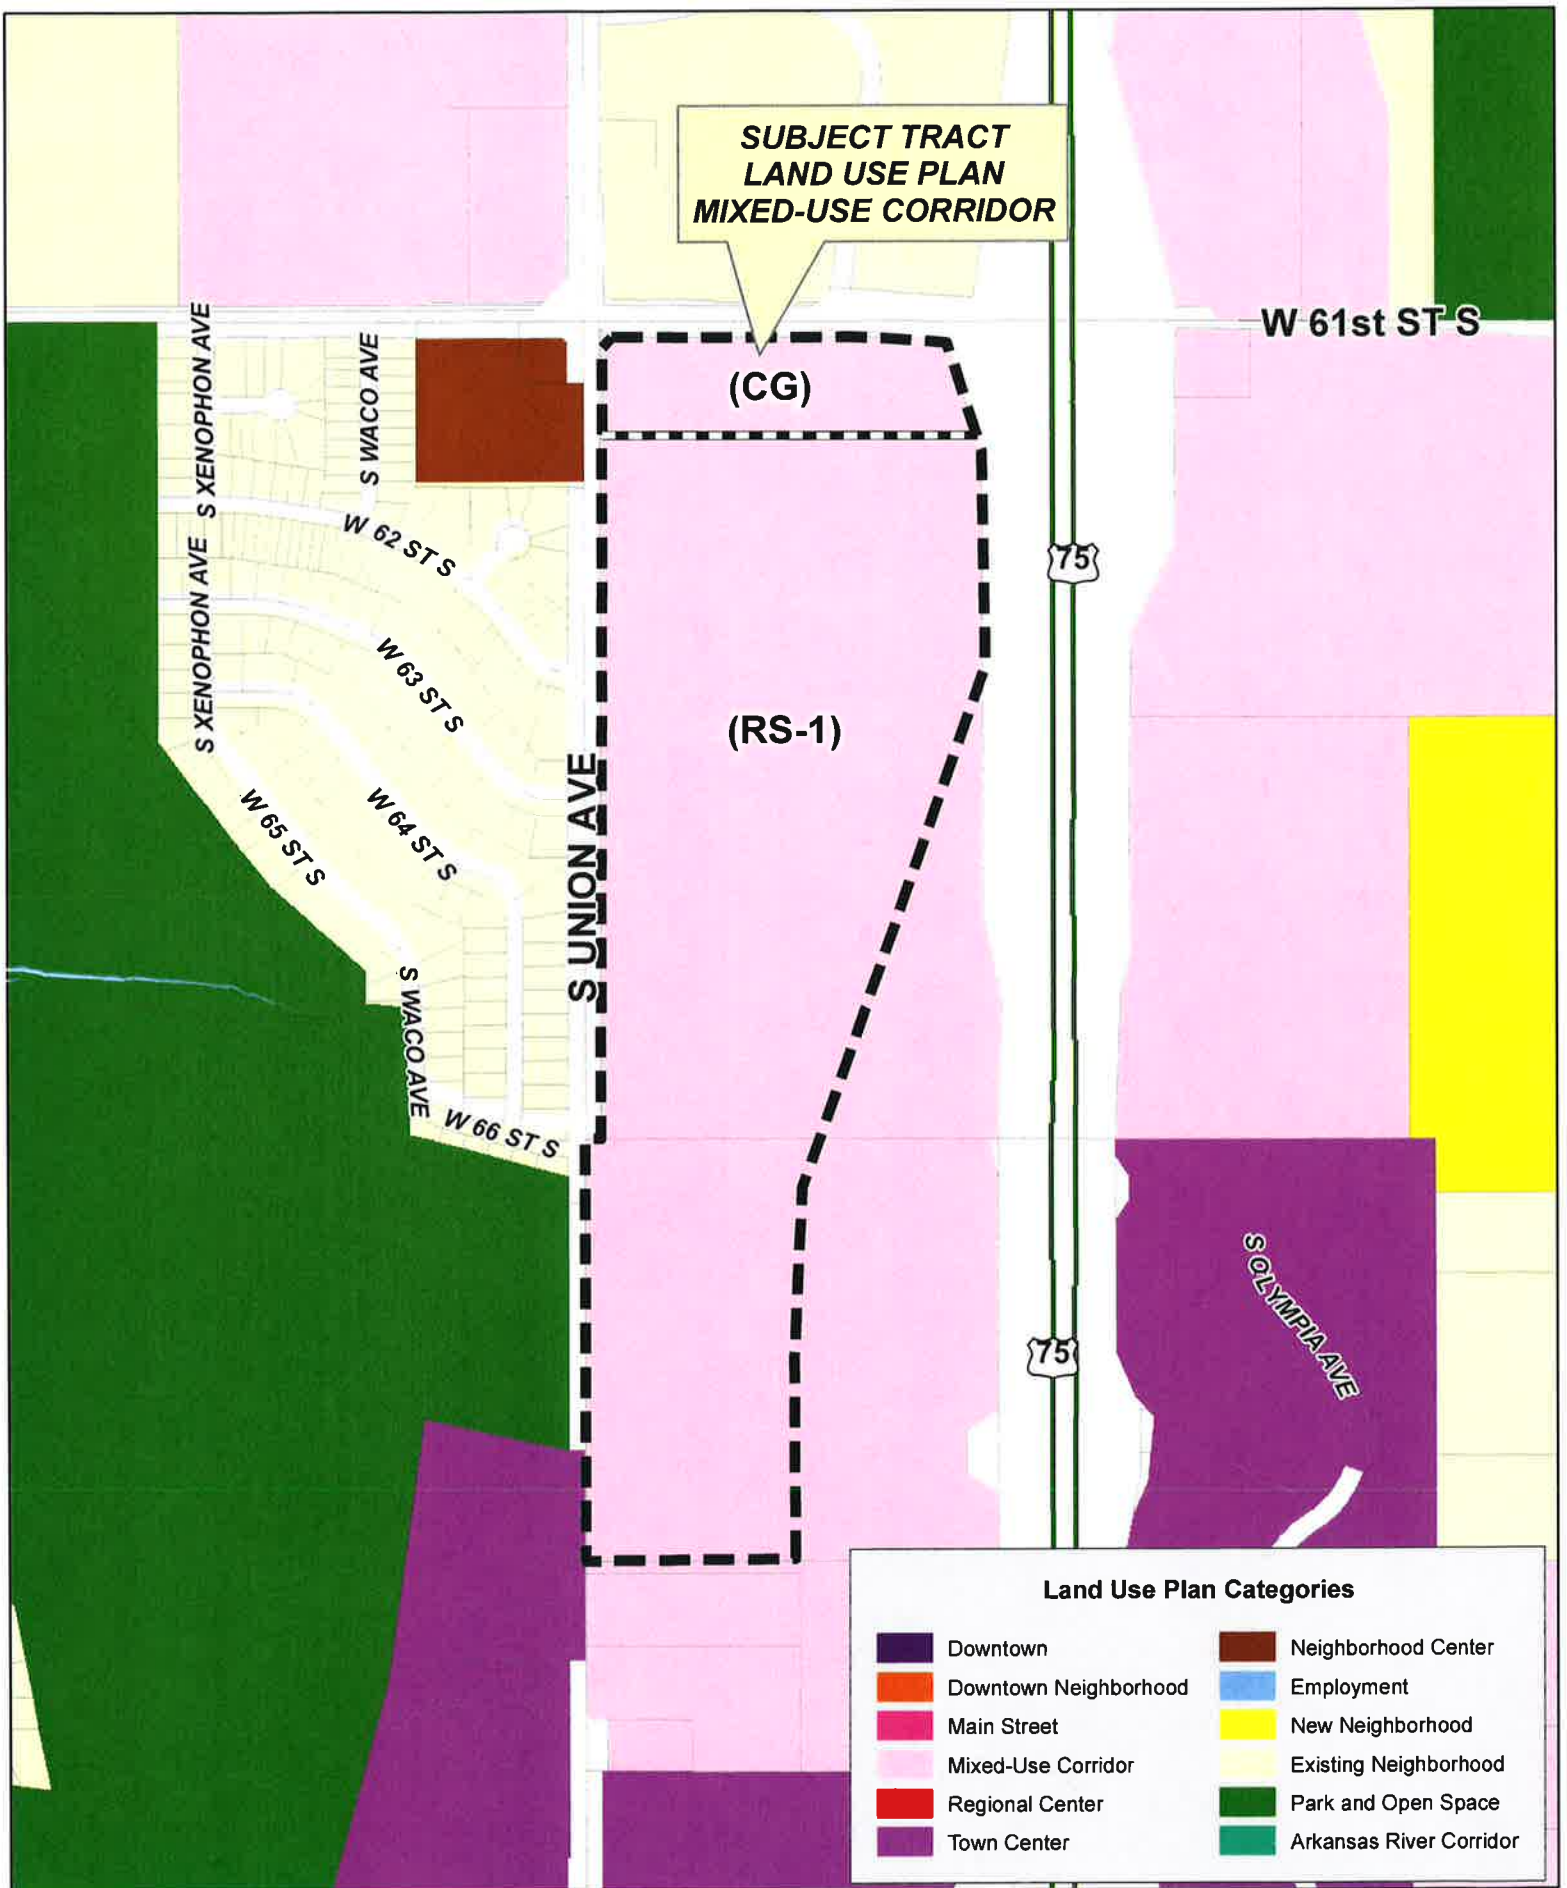 SUBJECT TRACT
LAND USE PLAN
MIXED-USE CORRIDOR
W 61st ST S
S XENOPHON AVE
S WACO AVE
(CG)
W 62 ST S
S XENOPHON AVE
75
W 63 ST S
(RS-1)
S UNION AVE
W 65 ST S
W 64 ST S
S WACO AVE
W 66 ST S
S OLYMPIA AVE
75
Land Use Plan Categories
Downtown
Downtown Neighborhood
Main Street
Mixed-Use Corridor
Regional Center
Town Center
Neighborhood Center
Employment
New Neighborhood
Existing Neighborhood
Park and Open Space
Arkansas River Corridor